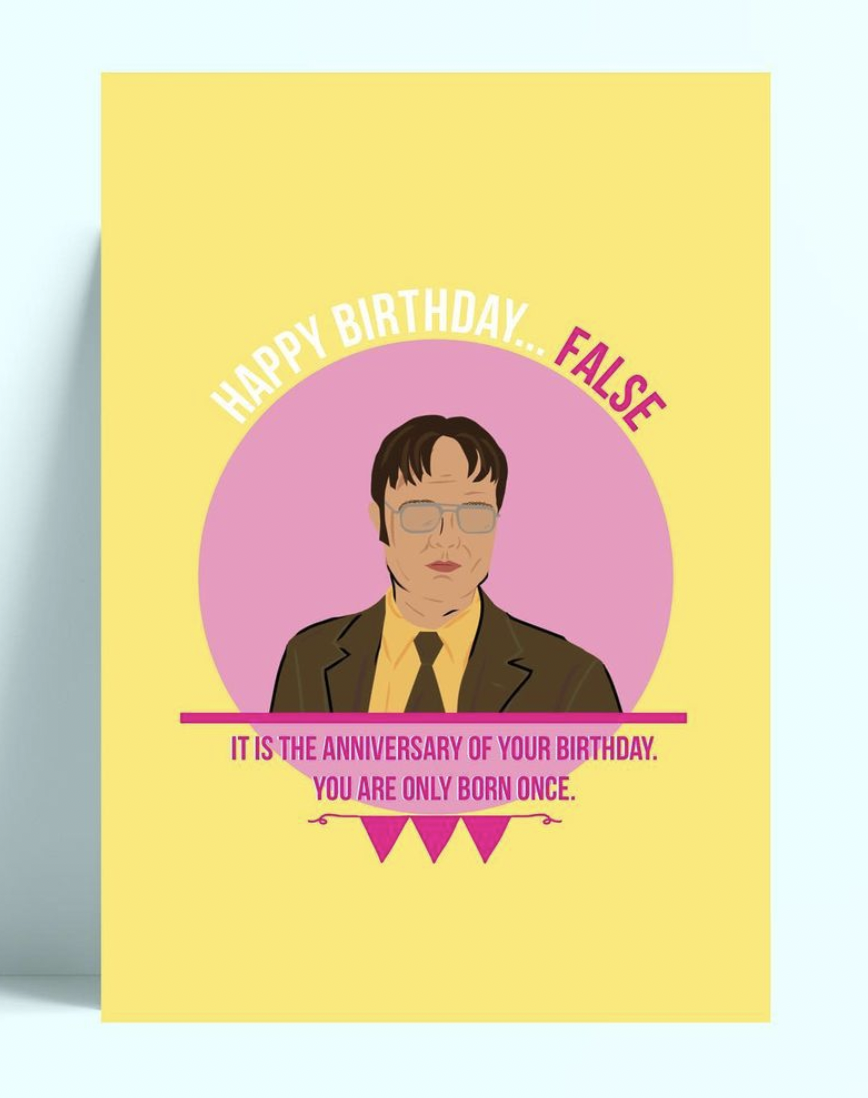 HAPPY BIRTHDAY... FALSE
IT IS THE ANNIVERSARY OF YOUR BIRTHDAY.
YOU ARE ONLY BORN ONCE.